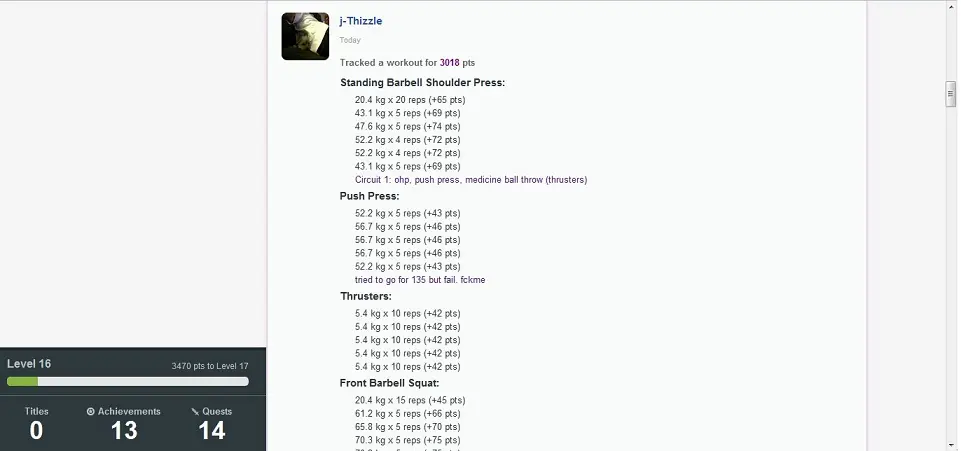 j-Thizzle
Today
Tracked a workout for 3018 pts
Standing Barbell Shoulder Press:
20.4 kg x 20 reps (+65 pts)
43.1 kg x 5 reps (+69 pts)
47.6 kg x 5 reps (+74 pts)
52.2 kg x 4 reps (+72 pts)
52.2 kg x 4 reps (+72 pts)
43.1 kg x 5 reps (+69 pts)
Circuit 1: ohp, push press, medicine ball throw (thrusters)
Push Press:
52.2 kg x 5 reps (+43 pts)
56.7 kg x 5 reps (+46 pts)
56.7 kg x 5 reps (+46 pts)
56.7 kg x 5 reps (+46 pts)
52.2 kg x 5 reps (+43 pts)
tried to go for 135 but fail. fckme
Thrusters:
5.4 kg x 10 reps (+42 pts)
5.4 kg x 10 reps (+42 pts)
5.4 kg x 10 reps (+42 pts)
5.4 kg x 10 reps (+42 pts)
5.4 kg x 10 reps (+42 pts)
Front Barbell Squat:
20.4 kg x 15 reps (+45 pts)
61.2 kg x 5 reps (+66 pts)
65.8 kg x 5 reps (+70 pts)
70.3 kg x 5 reps (+75 pts)
Level 16
3470 pts to Level 17
Titles
0
Achievements
13
Quests
14